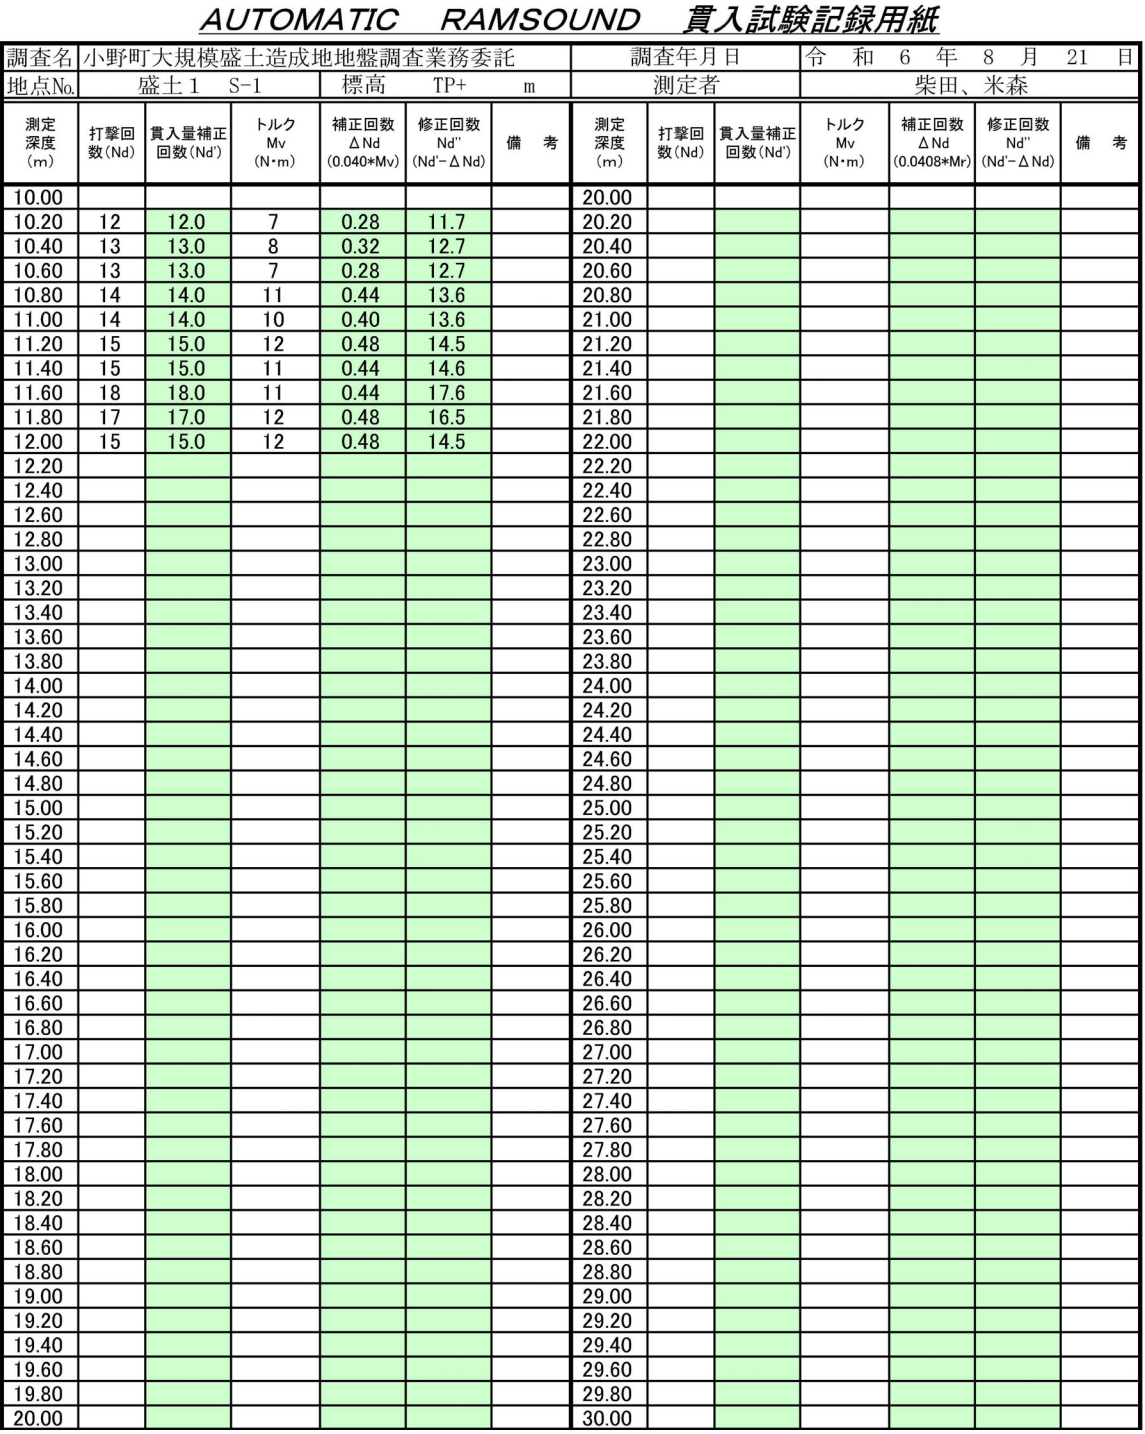 AUTOMATIC RAMSOUND 貫入試験記録用紙
調査名 小野町大規模盛土造成地地盤調査業務委託 調査年月日 令 和 6 年 8 月 21 日
地点No. 盛土1 S-1 標高 TP+ m 測定者 柴田、米森
測定深度(m) 打撃回数(Nd) 貫入量補正回数(Nd') トルクMv(N・m) 補正回数ΔNd(0.040*Mv) 修正回数Nd''(Nd'-ΔNd) 備 考 測定深度(m) 打撃回数(Nd) 貫入量補正回数(Nd') トルクMv(N・m) 補正回数ΔNd(0.0408*Mr) 修正回数Nd''(Nd'-ΔNd) 備 考
10.00 20.00
10.20 12 12.0 7 0.28 11.7 20.20
10.40 13 13.0 8 0.32 12.7 20.40
10.60 13 13.0 7 0.28 12.7 20.60
10.80 14 14.0 11 0.44 13.6 20.80
11.00 14 14.0 10 0.40 13.6 21.00
11.20 15 15.0 12 0.48 14.5 21.20
11.40 15 15.0 11 0.44 14.6 21.40
11.60 18 18.0 11 0.44 17.6 21.60
11.80 17 17.0 12 0.48 16.5 21.80
12.00 15 15.0 12 0.48 14.5 22.00
12.20 22.20
12.40 22.40
12.60 22.60
12.80 22.80
13.00 23.00
13.20 23.20
13.40 23.40
13.60 23.60
13.80 23.80
14.00 24.00
14.20 24.20
14.40 24.40
14.60 24.60
14.80 24.80
15.00 25.00
15.20 25.20
15.40 25.40
15.60 25.60
15.80 25.80
16.00 26.00
16.20 26.20
16.40 26.40
16.60 26.60
16.80 26.80
17.00 27.00
17.20 27.20
17.40 27.40
17.60 27.60
17.80 27.80
18.00 28.00
18.20 28.20
18.40 28.40
18.60 28.60
18.80 28.80
19.00 29.00
19.20 29.20
19.40 29.40
19.60 29.60
19.80 29.80
20.00 30.00